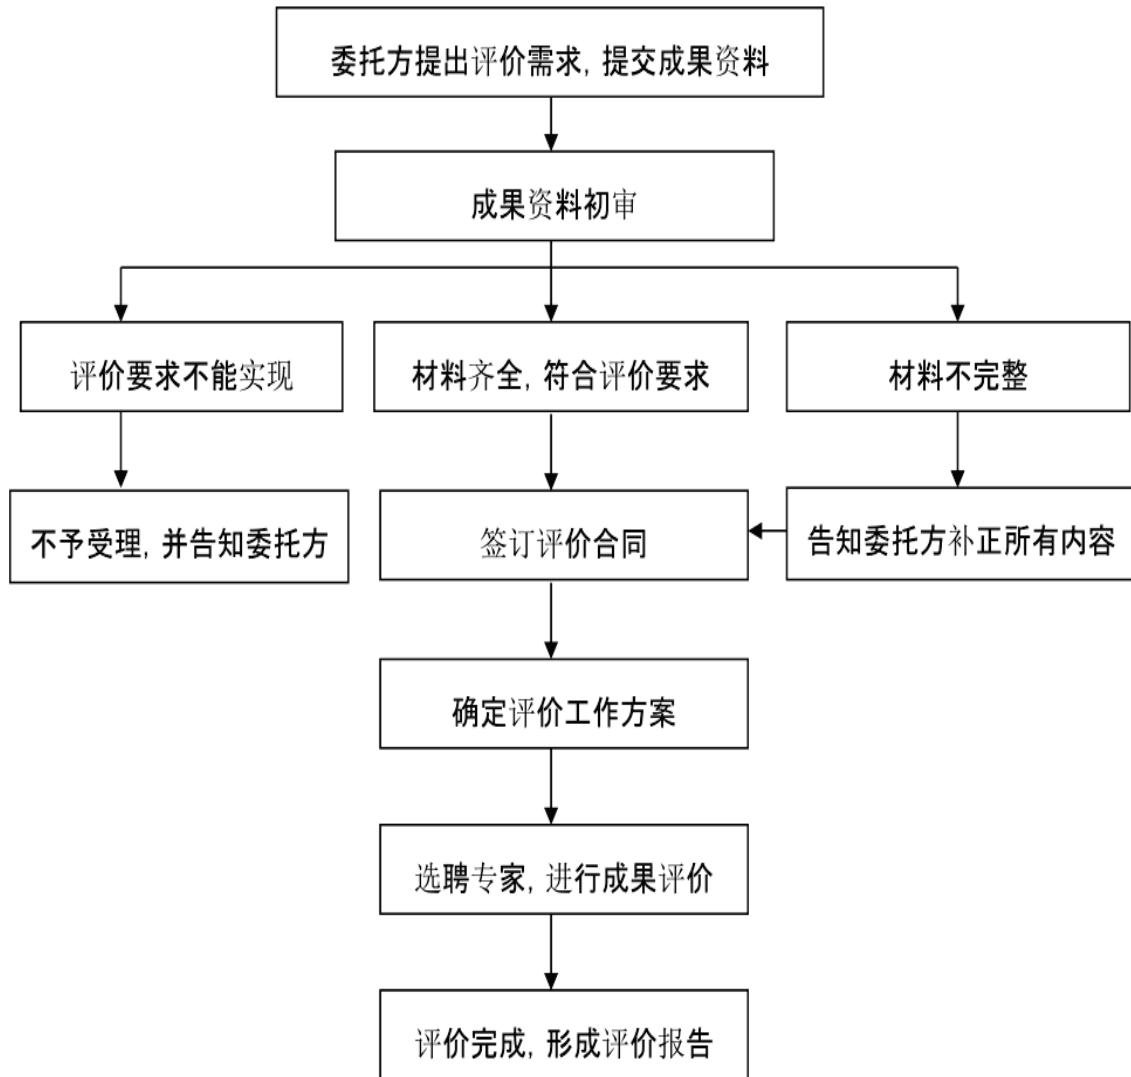 委托方提出评价需求, 提交成果资料
成果资料初审
评价要求不能实现
材料齐全, 符合评价要求
材料不完整
不予受理, 并告知委托方
签订评价合同
告知委托方补正所有内容
确定评价工作方案
选聘专家, 进行成果评价
评价完成, 形成评价报告